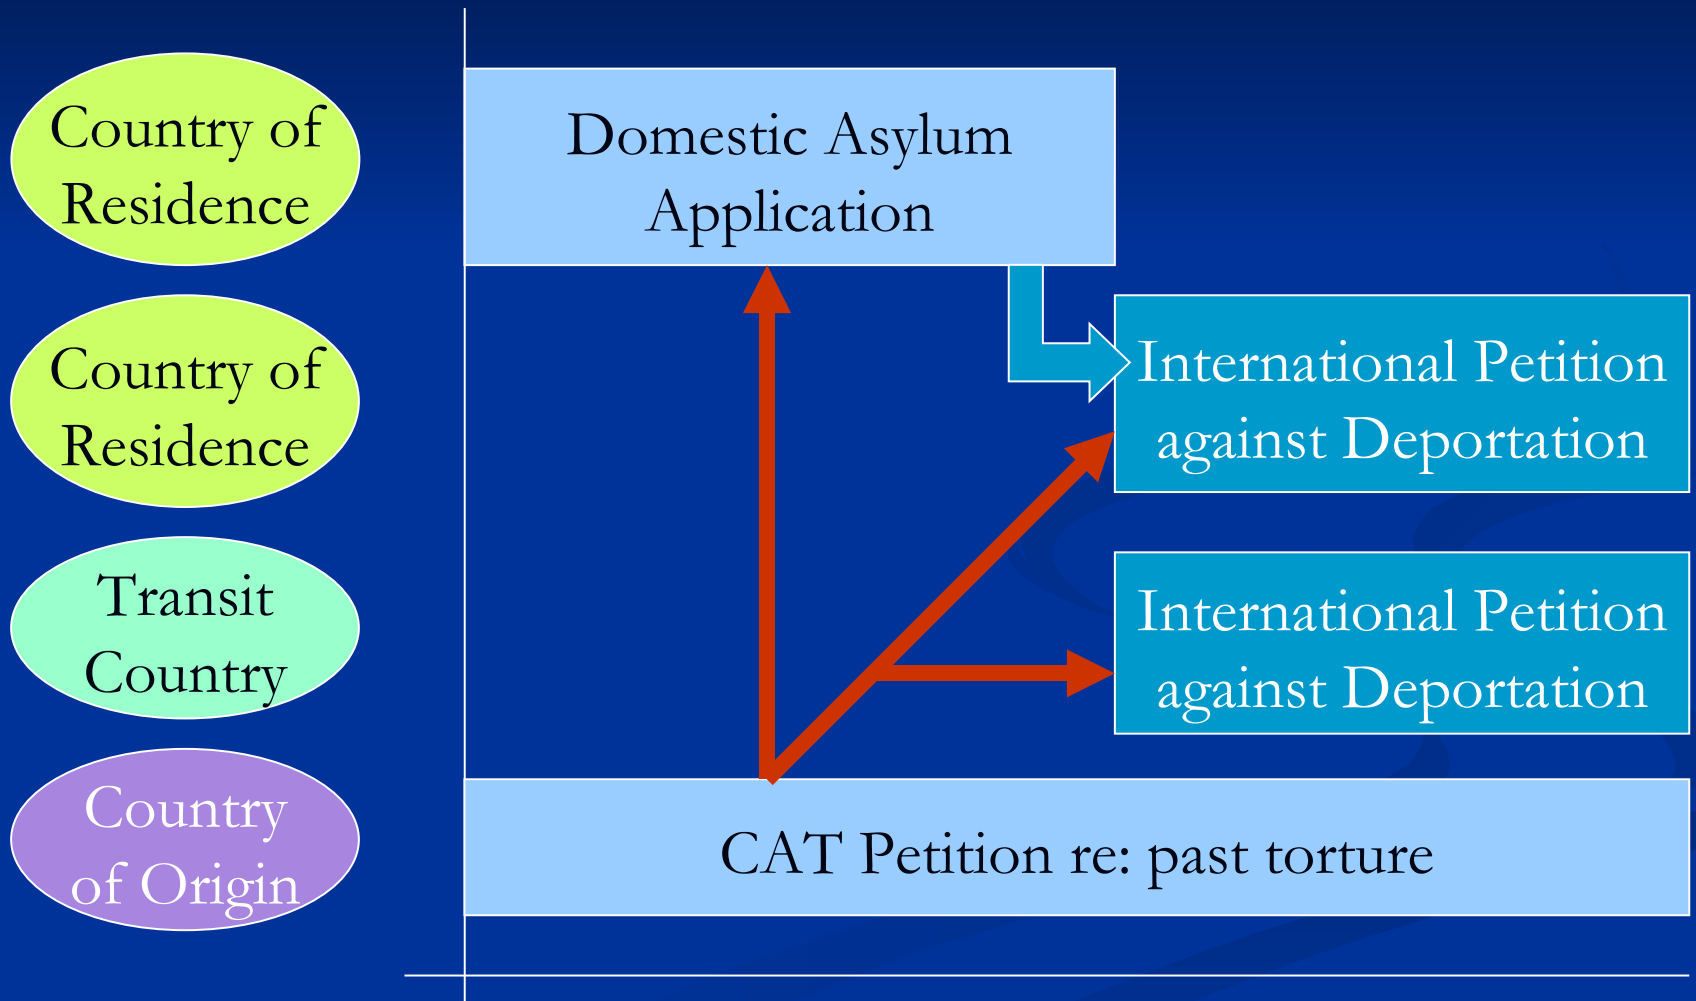 Country of
Residence
Domestic Asylum
Application
Country of
Residence
International Petition
against Deportation
Transit
Country
International Petition
against Deportation
Country
of Origin
CAT Petition re: past torture